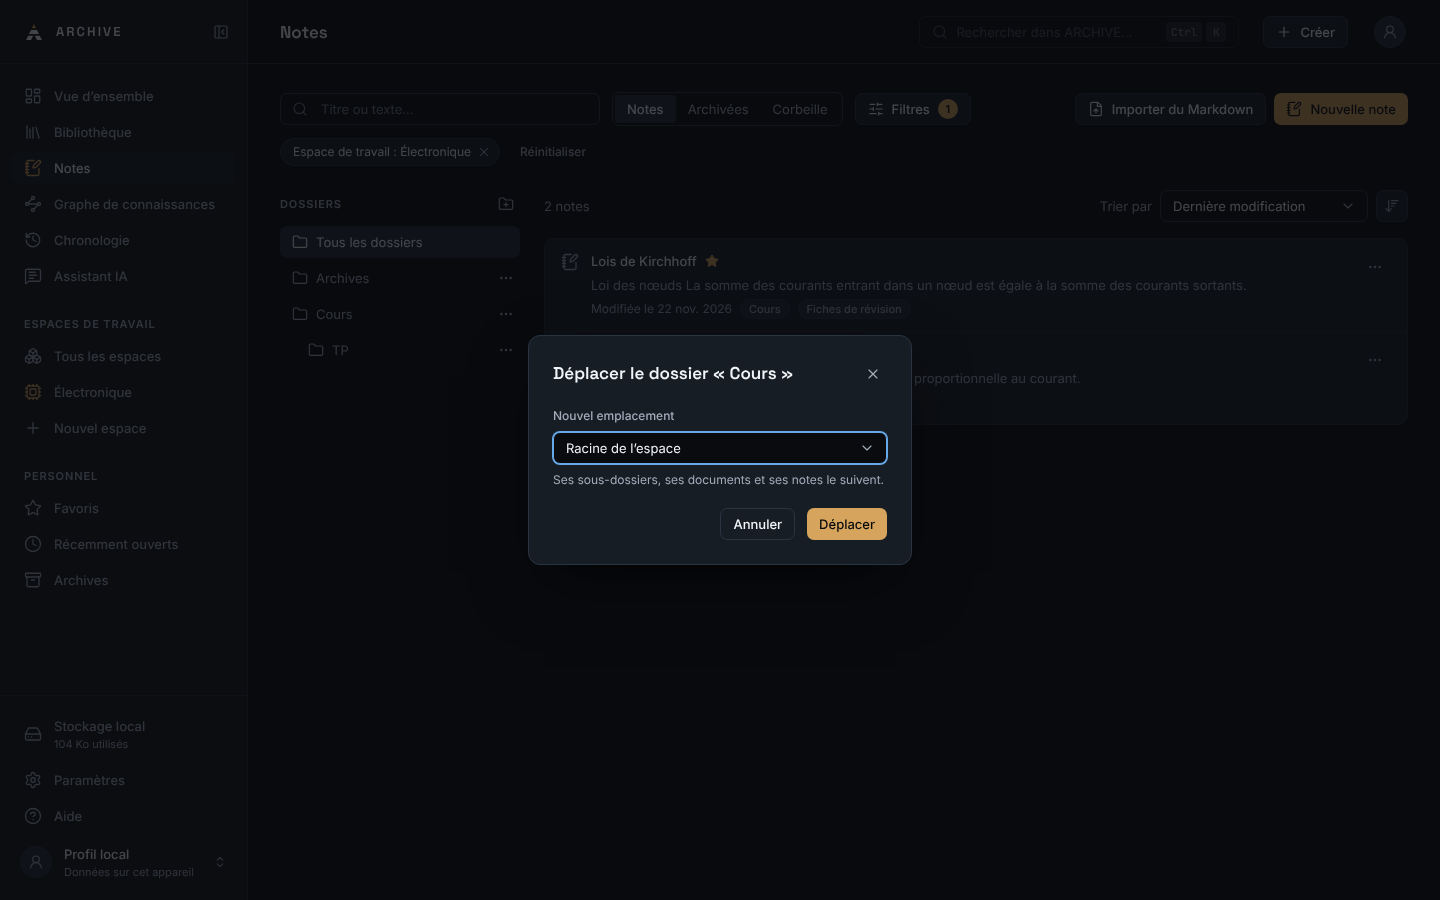 ARCHIVE
Notes
Rechercher dans ARCHIVE... Ctrl K
Créer
Vue d'ensemble
Bibliothèque
Notes
Graphe de connaissances
Chronologie
Assistant IA
ESPACES DE TRAVAIL
Tous les espaces
Électronique
Nouvel espace
PERSONNEL
Favoris
Récemment ouverts
Archives
Stockage local
104 Ko utilisés
Paramètres
Aide
Profil local
Données sur cet appareil
Titre ou texte...
Notes Archivées Corbeille
Filtres 1
Importer du Markdown
Nouvelle note
Espace de travail : Électronique
Réinitialiser
DOSSIERS
Tous les dossiers
Archives
Cours
TP
2 notes
Trier par Dernière modification
Lois de Kirchhoff
Loi des nœuds La somme des courants entrant dans un nœud est égale à la somme des courants sortants.
Modifiée le 22 nov. 2026 Cours Fiches de révision
proportionnelle au courant.
Déplacer le dossier « Cours »
Nouvel emplacement
Racine de l'espace
Ses sous-dossiers, ses documents et ses notes le suivent.
Annuler Déplacer